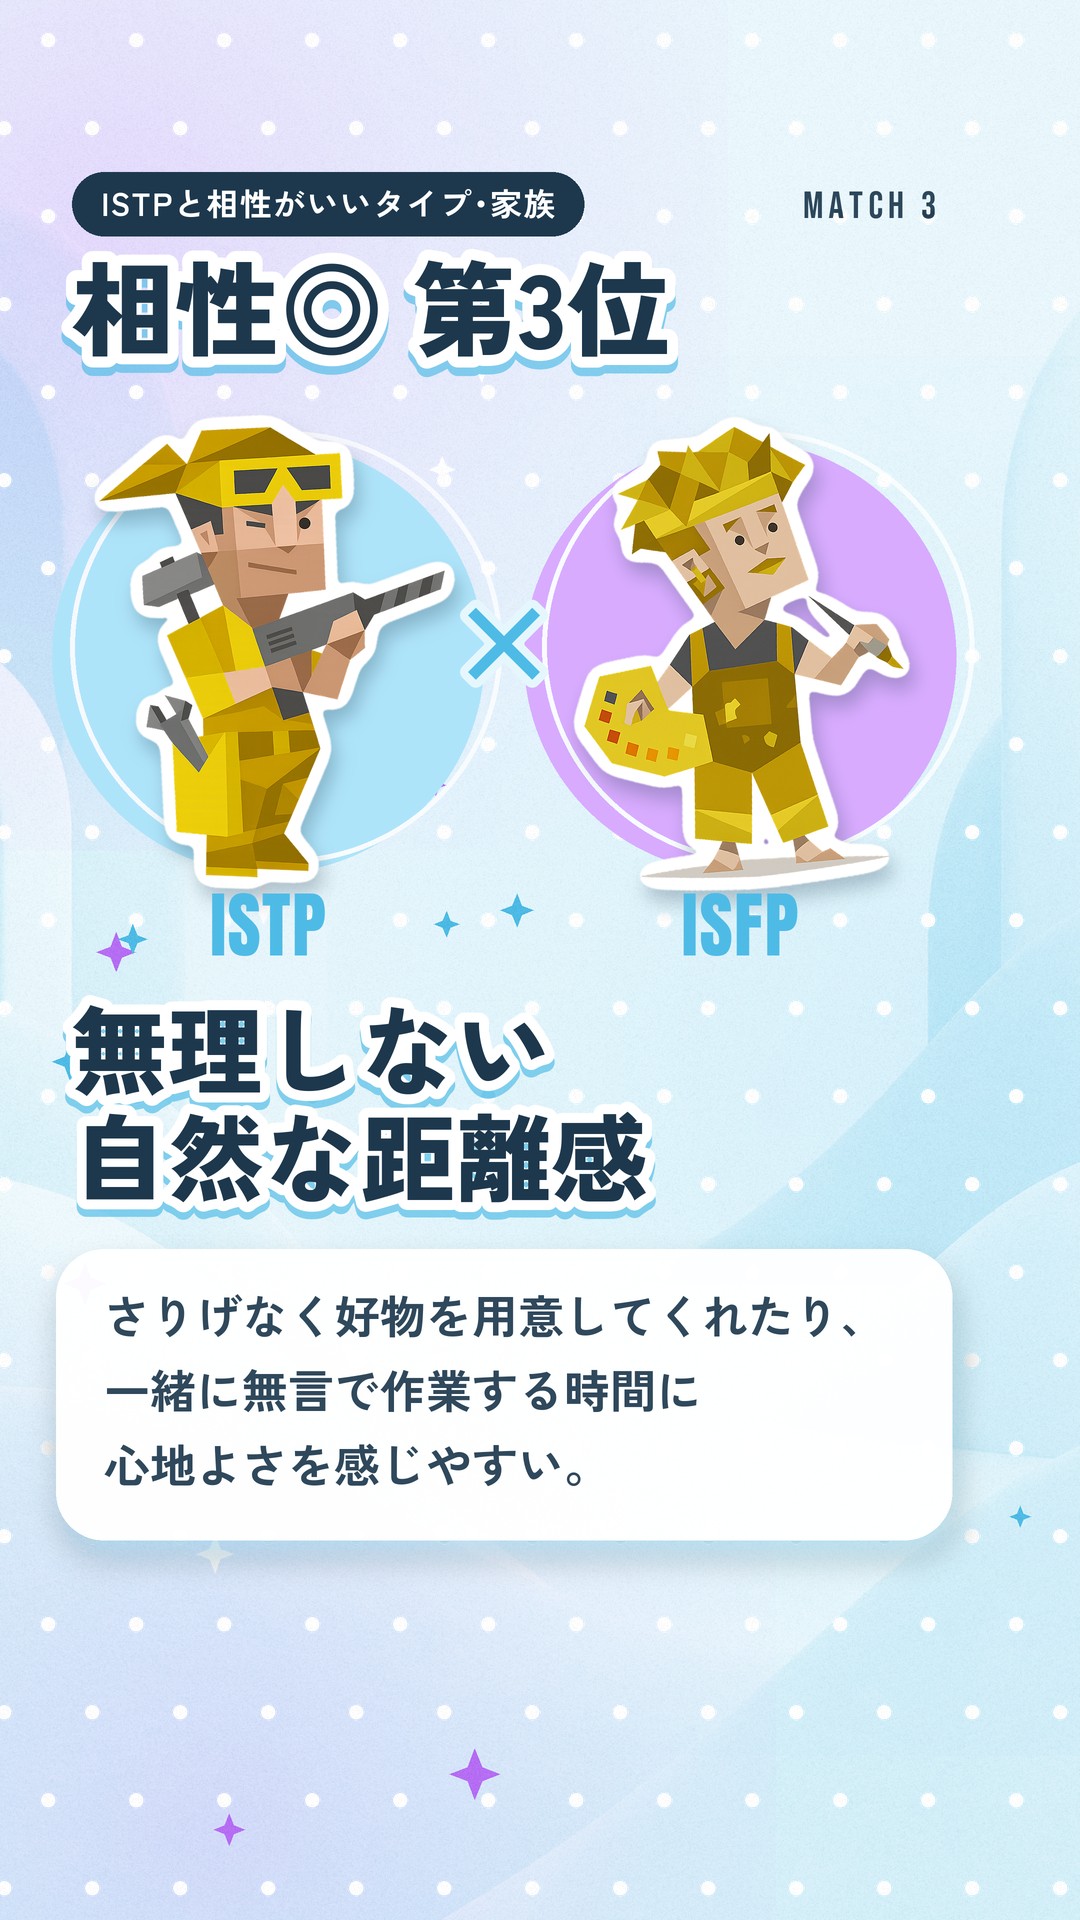 ISTPと相性がいいタイプ・家族
MATCH 3
相性◎ 第3位
×
ISTP
ISFP
無理しない
自然な距離感
さりげなく好物を用意してくれたり、
一緒に無言で作業する時間に
心地よさを感じやすい。